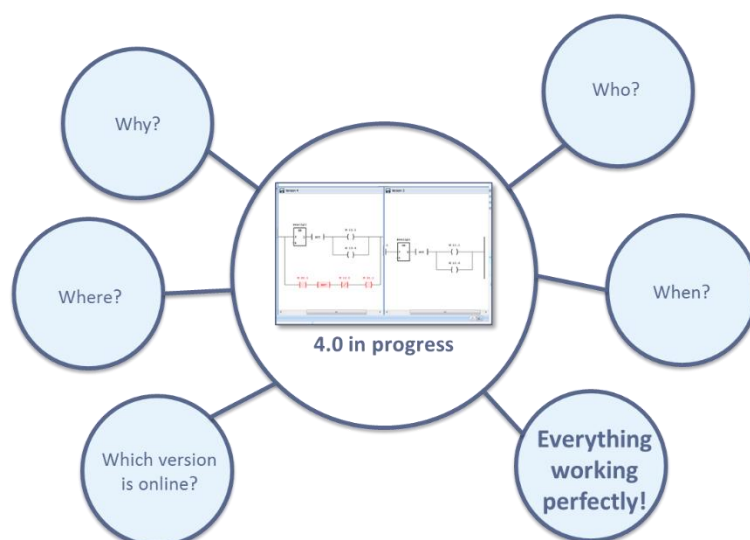 Why?
Who?
Where?
4.0 in progress
When?
Which version
is online?
Everything
working
perfectly!